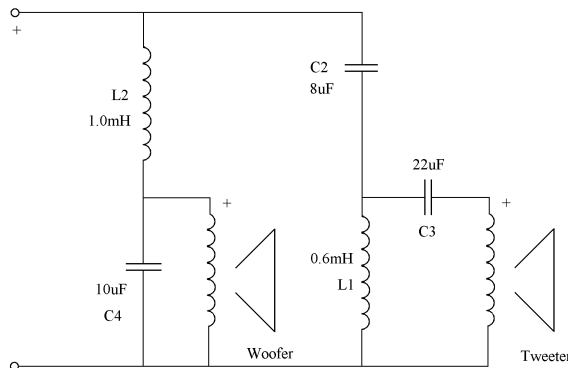 +
L2
1.0mH
C2
8uF
22uF
+
C3
+
10uF
C4
0.6mH
L1
Woofer
Tweeter